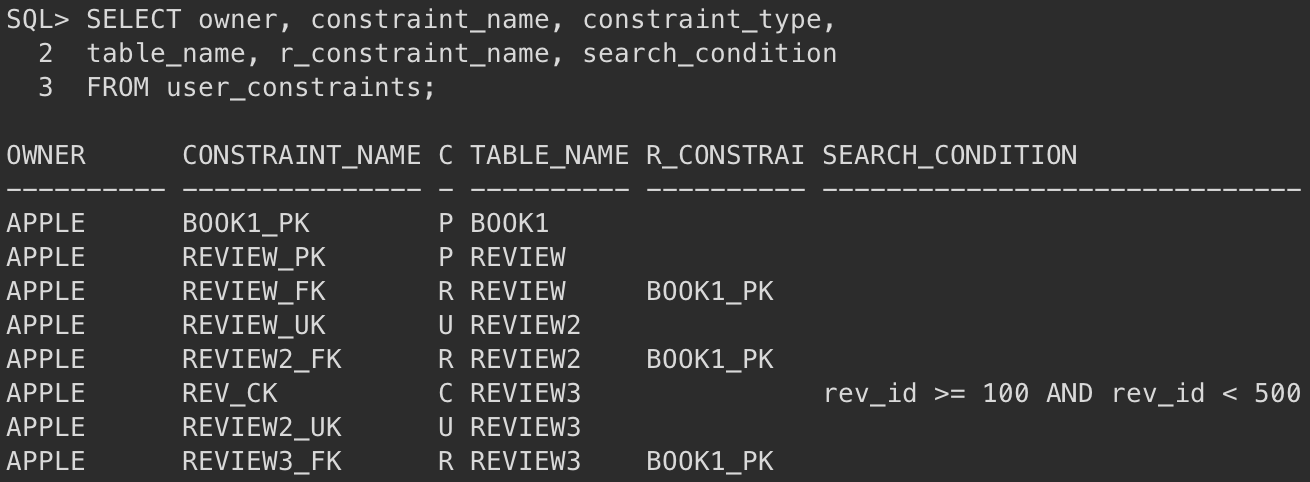 SQL> SELECT owner, constraint_name, constraint_type,
  2  table_name, r_constraint_name, search_condition
  3  FROM user_constraints;

OWNER      CONSTRAINT_NAME C TABLE_NAME R_CONSTRAI SEARCH_CONDITION
---------- --------------- - ---------- ---------- ------------------------------
APPLE      BOOK1_PK        P BOOK1
APPLE      REVIEW_PK       P REVIEW
APPLE      REVIEW_FK       R REVIEW     BOOK1_PK
APPLE      REVIEW_UK       U REVIEW2
APPLE      REVIEW2_FK      R REVIEW2    BOOK1_PK
APPLE      REV_CK          C REVIEW3               rev_id >= 100 AND rev_id < 500
APPLE      REVIEW2_UK      U REVIEW3
APPLE      REVIEW3_FK      R REVIEW3    BOOK1_PK